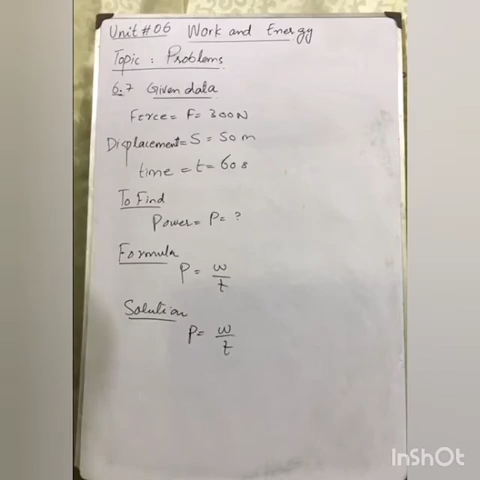 Unit # 06 Work and Energy
Topic : Problems
6.7 Given data
Force = F = 300N
Displacement = S = 50 m
time = t = 60 s
To Find
Power = P = ?
Formula
P = w/t
Solution
P = w/t
InShOt